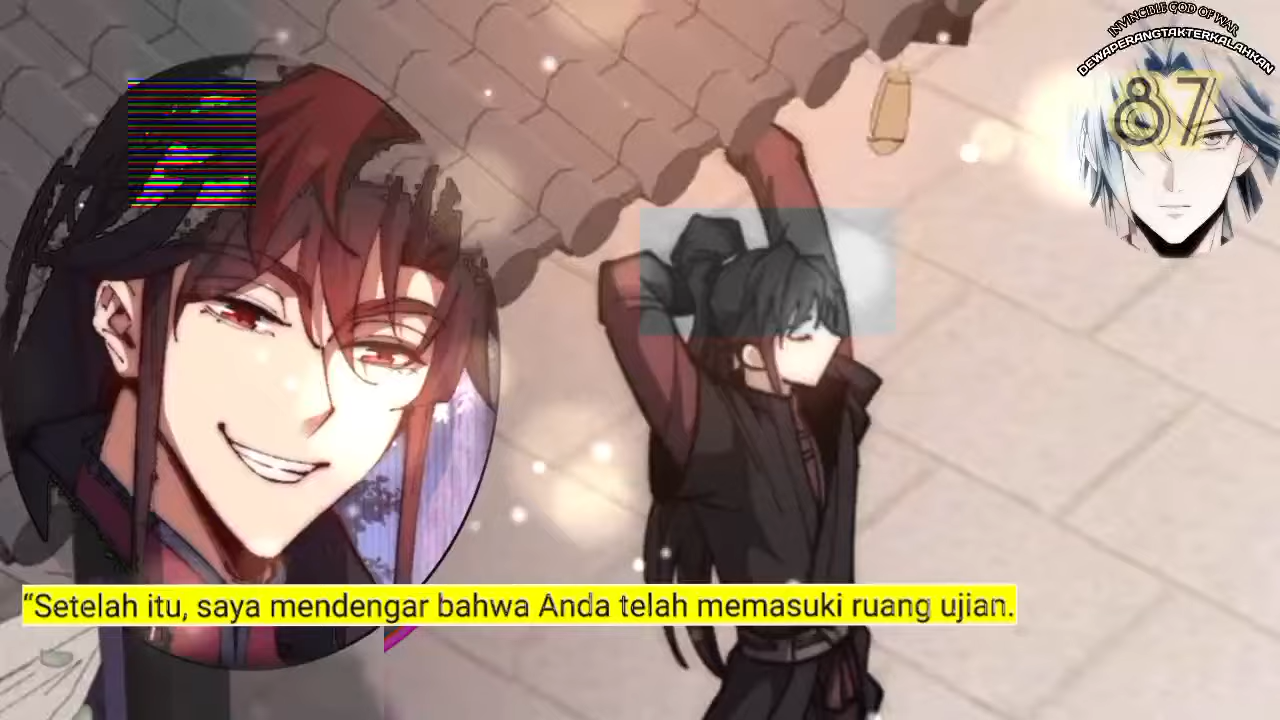 INVINCIBLE GOD OF WAR
DEWAPERANGTAKTERKALAHKAN
87
“Setelah itu, saya mendengar bahwa Anda telah memasuki ruang ujian.